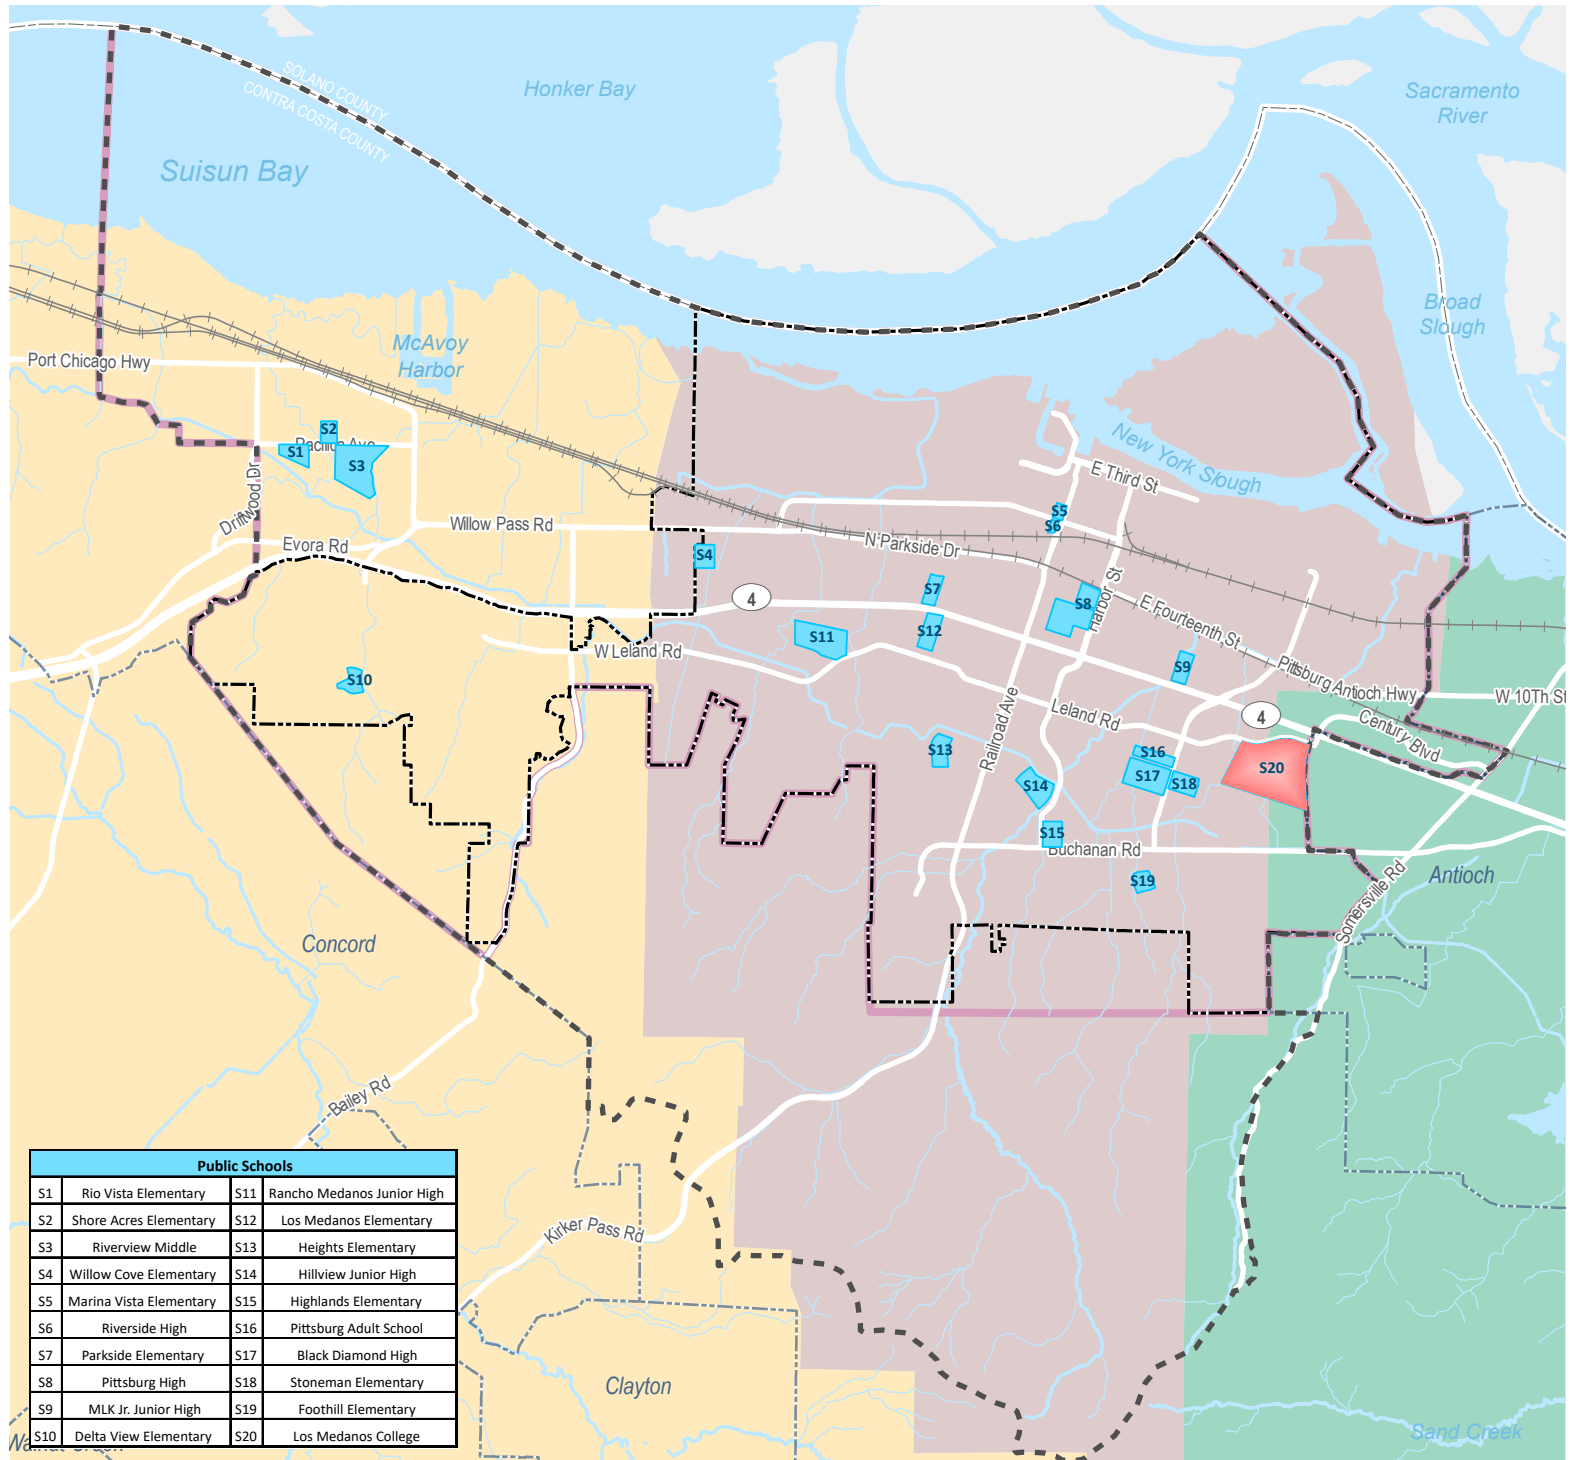 SOLANO COUNTY
CONTRA COSTA COUNTY
Honker Bay
Sacramento
River
Suisun Bay
Broad
Slough
McAvoy
Harbor
Port Chicago Hwy
S2
Pacifica Ave
S1
S3
New York Slough
E Third St
Driftwood Dr
Willow Pass Rd
S5
S6
Evora Rd
N Parkside Dr
S4
4
S7
S8
Harbor St
E Fourteenth St
S11
S12
W Leland Rd
S9
S10
Pittsburg Antioch Hwy
W 10Th St
Railroad Ave
Leland Rd
4
Century Blvd
S13
S16
S17
S18
S20
S14
S15
Buchanan Rd
S19
Somersville Rd
Antioch
Concord
Bailey Rd
Kirker Pass Rd
Clayton
Sand Creek
Public Schools
S1 Rio Vista Elementary S11 Rancho Medanos Junior High
S2 Shore Acres Elementary S12 Los Medanos Elementary
S3 Riverview Middle S13 Heights Elementary
S4 Willow Cove Elementary S14 Hillview Junior High
S5 Marina Vista Elementary S15 Highlands Elementary
S6 Riverside High S16 Pittsburg Adult School
S7 Parkside Elementary S17 Black Diamond High
S8 Pittsburg High S18 Stoneman Elementary
S9 MLK Jr. Junior High S19 Foothill Elementary
S10 Delta View Elementary S20 Los Medanos College